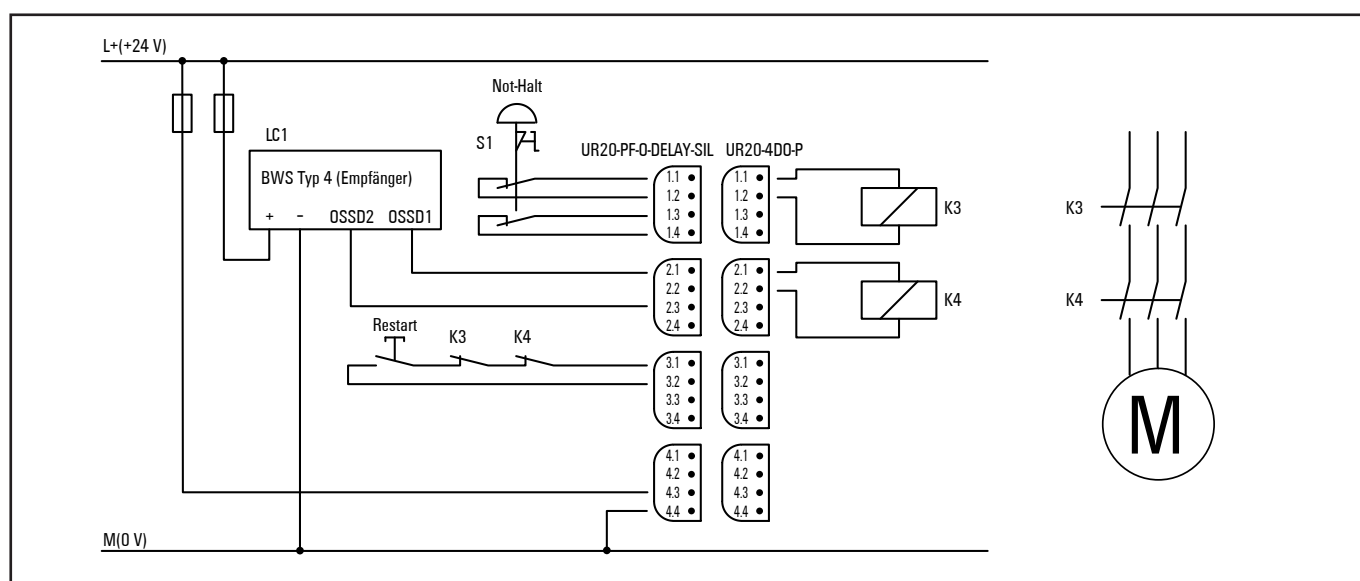 L+(+24 V)
Not-Halt
LC1
S1
UR20-PF-O-DELAY-SIL UR20-4DO-P
BWS Typ 4 (Empfänger)
+ – OSSD2 OSSD1
1.1
1.2
1.3
1.4
1.1
1.2
1.3
1.4
K3
K3
2.1
2.2
2.3
2.4
2.1
2.2
2.3
2.4
K4
K4
Restart K3 K4
3.1
3.2
3.3
3.4
3.1
3.2
3.3
3.4
M
4.1
4.2
4.3
4.4
4.1
4.2
4.3
4.4
M(0 V)